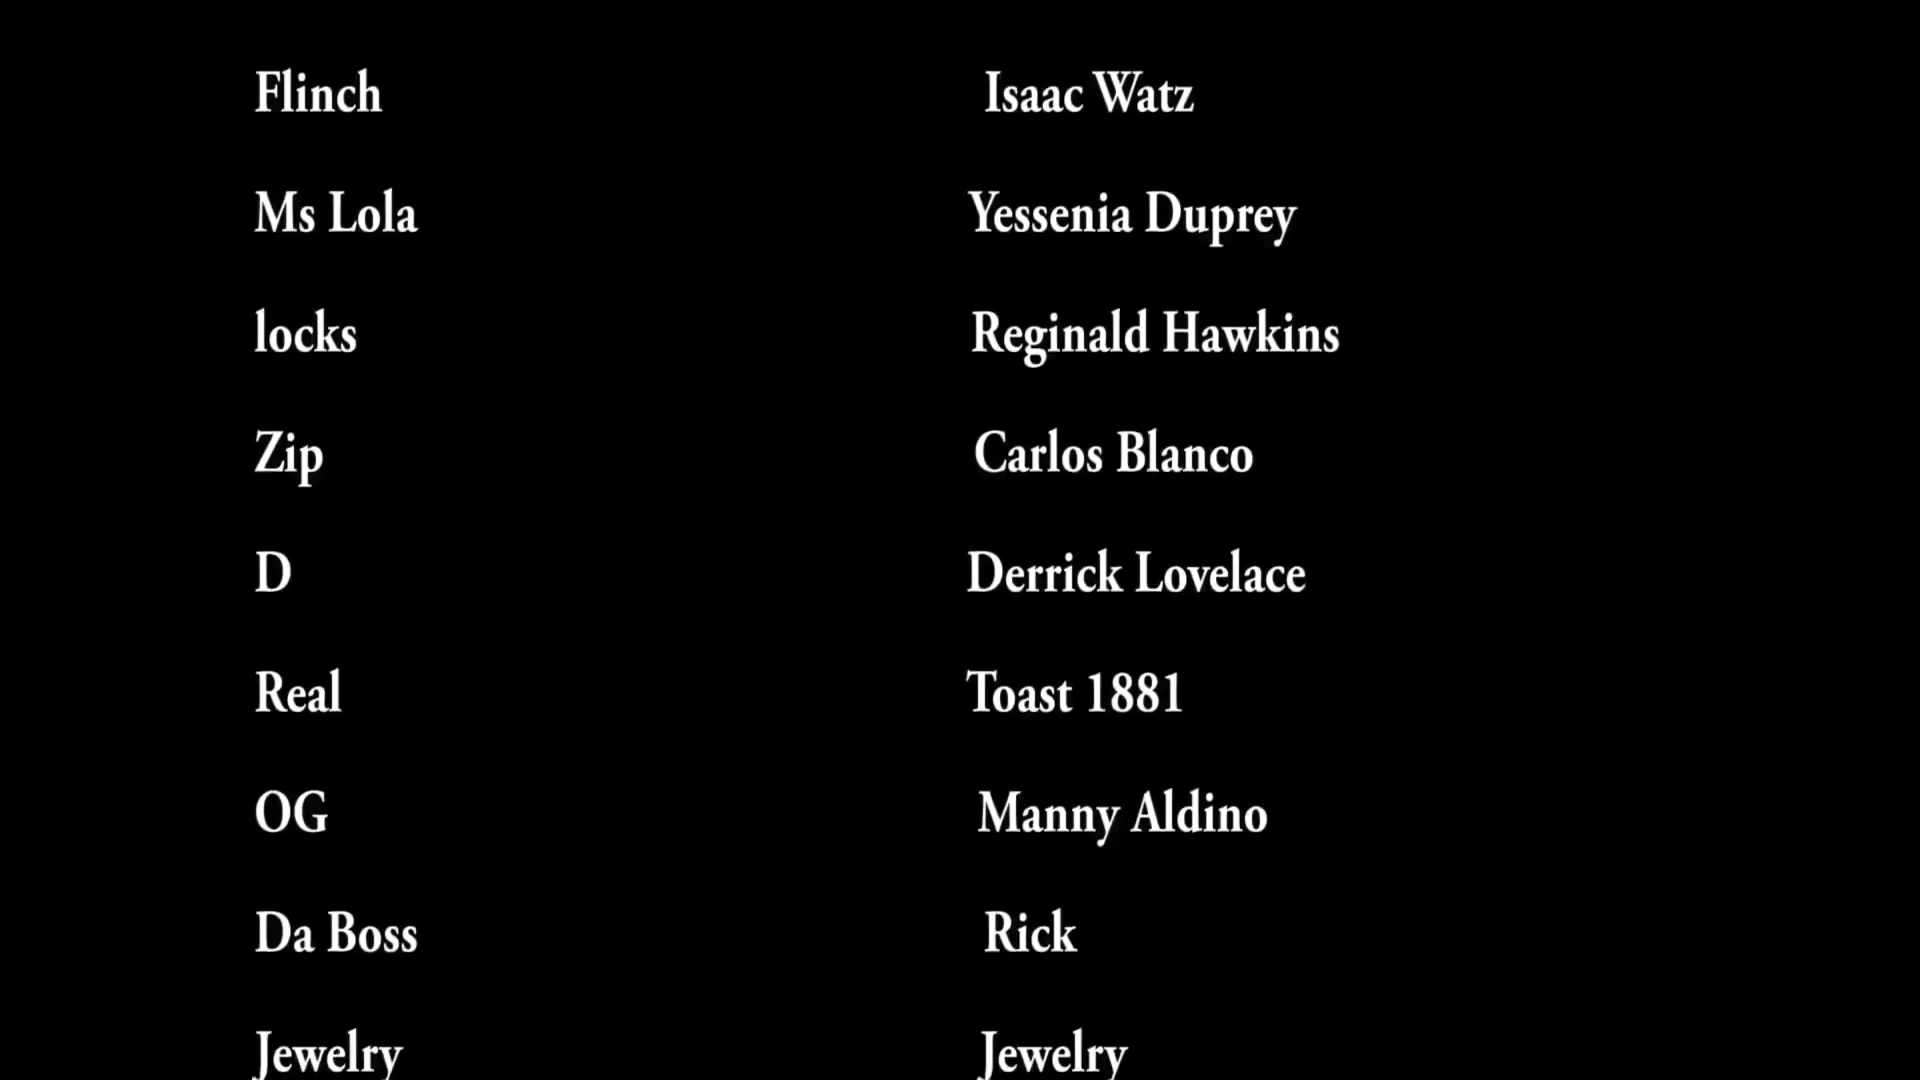 Flinch Isaac Watz
Ms Lola Yessenia Duprey
locks Reginald Hawkins
Zip Carlos Blanco
D Derrick Lovelace
Real Toast 1881
OG Manny Aldino
Da Boss Rick
Jewelry Jewelry